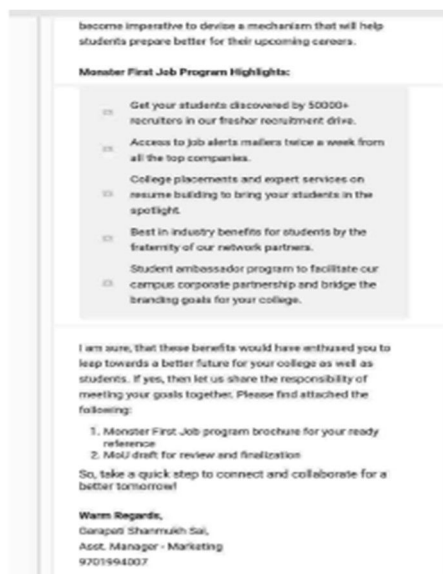 become imperative to devise a mechanism that will help
students prepare better for their upcoming careers.
Monster First Job Program Highlights:
Get your students discovered by 50000+
recruiters in our fresher recruitment drive.
Access to job alerts mailers twice a week from
all the top companies.
College placements and expert services on
resume building to bring your students in the
spotlight.
Best in industry benefits for students by the
fraternity of our network partners.
Student ambassador program to facilitate our
campus corporate partnership and bridge the
branding goals for your college.
I am sure, that these benefits would have enthused you to
leap towards a better future for your college as well as
students. If yes, then let us share the responsibility of
meeting your goals together. Please find attached the
following:
1. Monster First Job program brochure for your ready
reference
2. MoU draft for review and finalization
So, take a quick step to connect and collaborate for a
better tomorrow!
Warm Regards,
Garapati Shanmukh Sai,
Asst. Manager - Marketing
9701994007